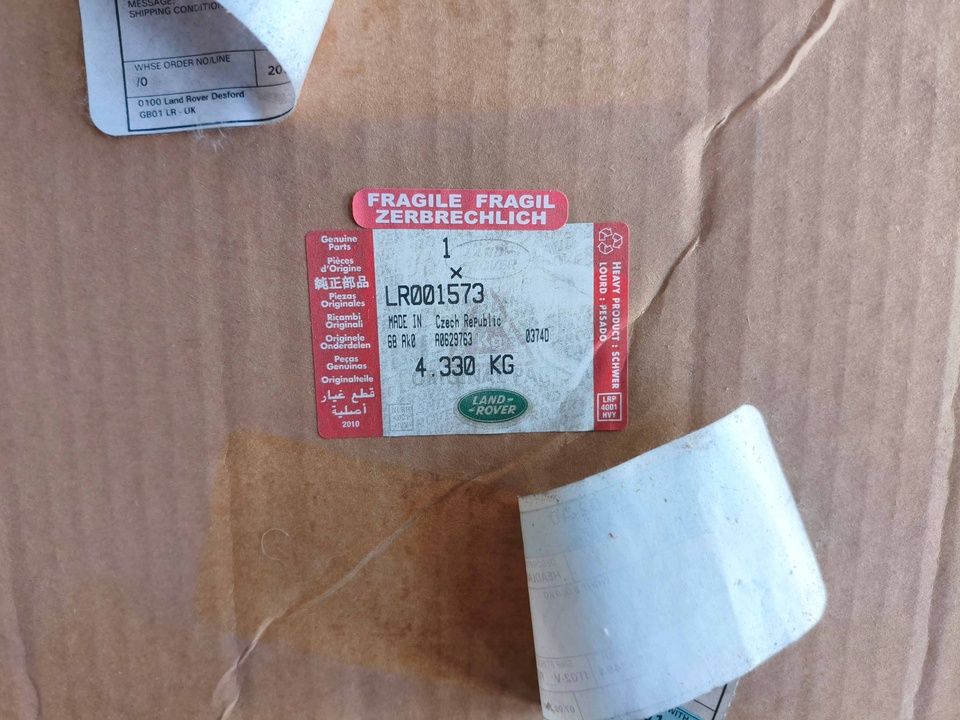 MESSAGE:
SHIPPING CONDITION
WHSE ORDER NO/LINE
/0
20
0100 Land Rover Desford
GB01 LR - UK
FRAGILE FRAGIL
ZERBRECHLICH
Genuine
Parts
Pièces
d'Origine
純正部品
Piezas
Originales
Ricambi
Originali
Originele
Onderdelen
Peças
Genuinas
Originalteile
قطع غيار
أصلية
2010
1
×
LR001573
MADE IN Czech Republic
6B Ak0 A0629763 0374D
4.330 KG
LAND-
-ROVER
HEAVY PRODUCT : SCHWER
LOURD : PESADO
LRP
4001
HVY